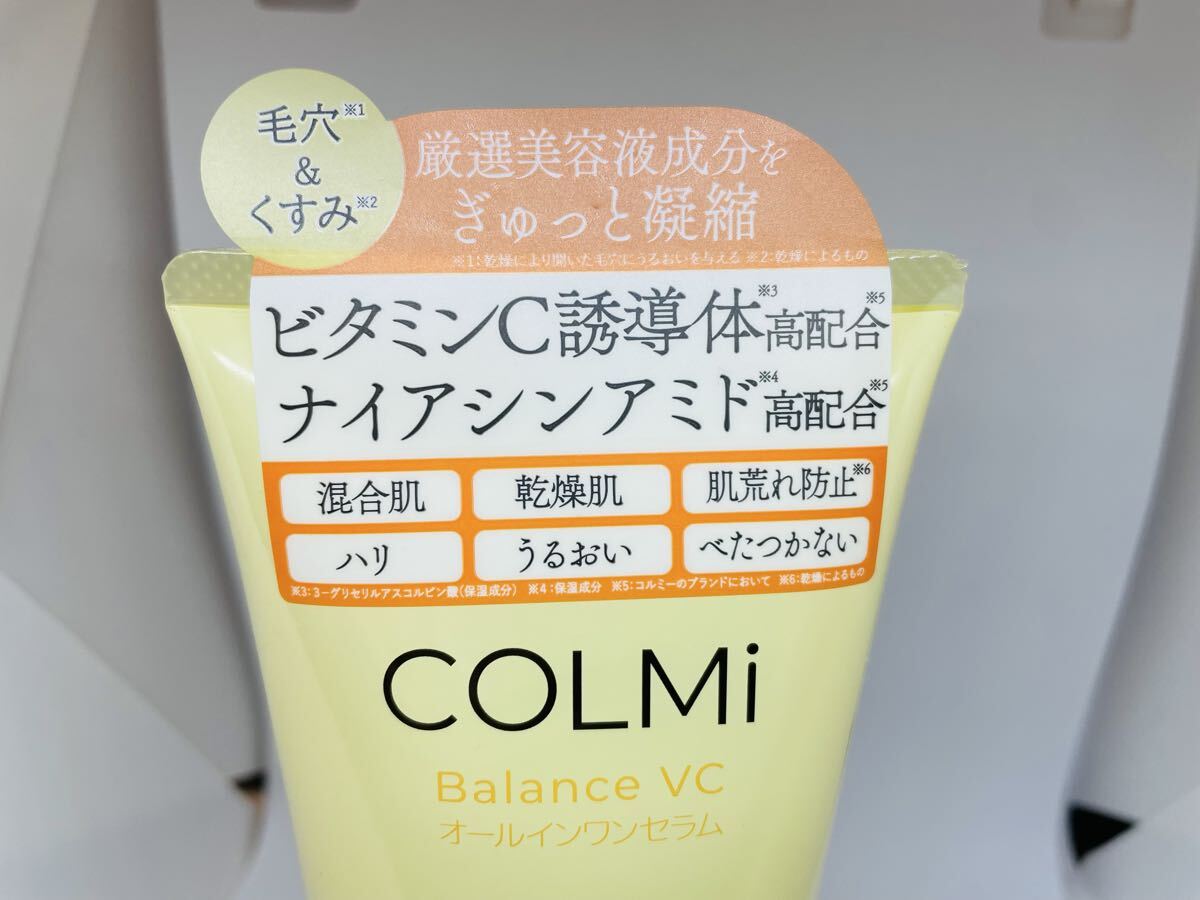 毛穴※1
&
くすみ※2
厳選美容液成分を
ぎゅっと凝縮
※1:乾燥により開いた毛穴にうるおいを与える ※2:乾燥によるもの
ビタミンC誘導体※3高配合※5
ナイアシンアミド※4高配合※5
混合肌 乾燥肌 肌荒れ防止※6
ハリ うるおい べたつかない
※3:3-グリセリルアスコルビン酸(保湿成分) ※4:保湿成分 ※5:コルミーのブランドにおいて ※6:乾燥によるもの
COLMi
Balance VC
オールインワンセラム